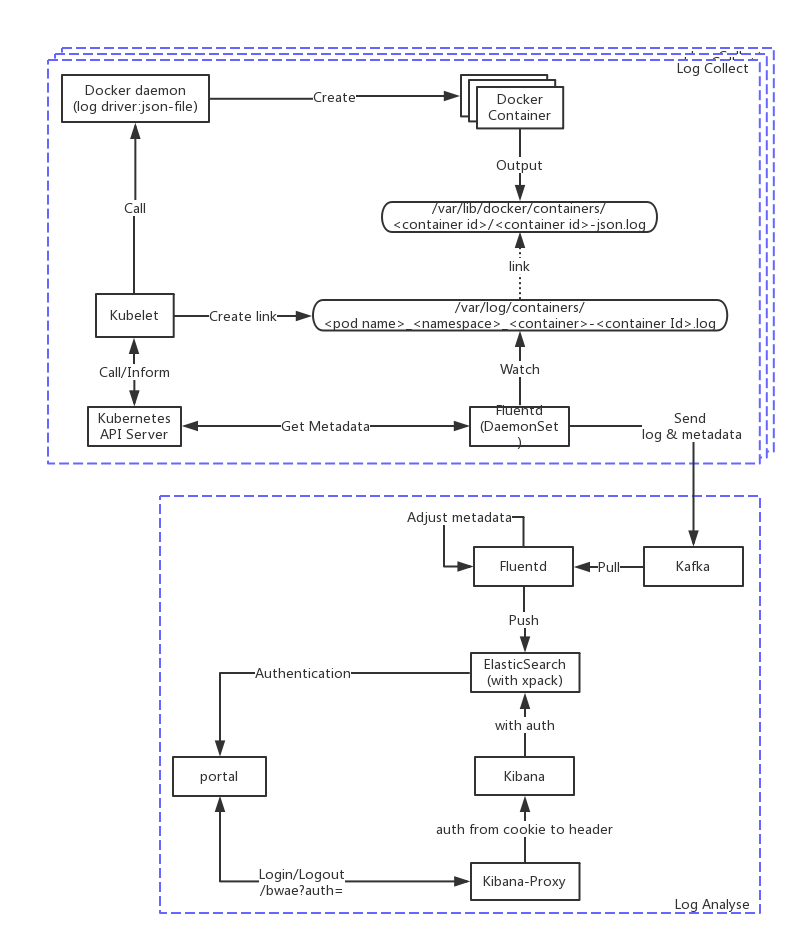 Log Collect
Docker daemon
(log driver:json-file)
Create
Docker
Container
Output
Call
/var/lib/docker/containers/
<container id>/<container id>-json.log
link
Kubelet
Create link
/var/log/containers/
<pod name>_<namespace>_<container>-<container Id>.log
Call/Inform
Watch
Kubernetes
API Server
Get Metadata
Fluentd
(DaemonSet
)
Send
log & metadata
Adjust metadata
Fluentd
Pull
Kafka
Push
ElasticSearch
(with xpack)
Authentication
with auth
portal
Kibana
auth from cookie to header
Login/Logout
/bwae?auth=
Kibana-Proxy
Log Analyse